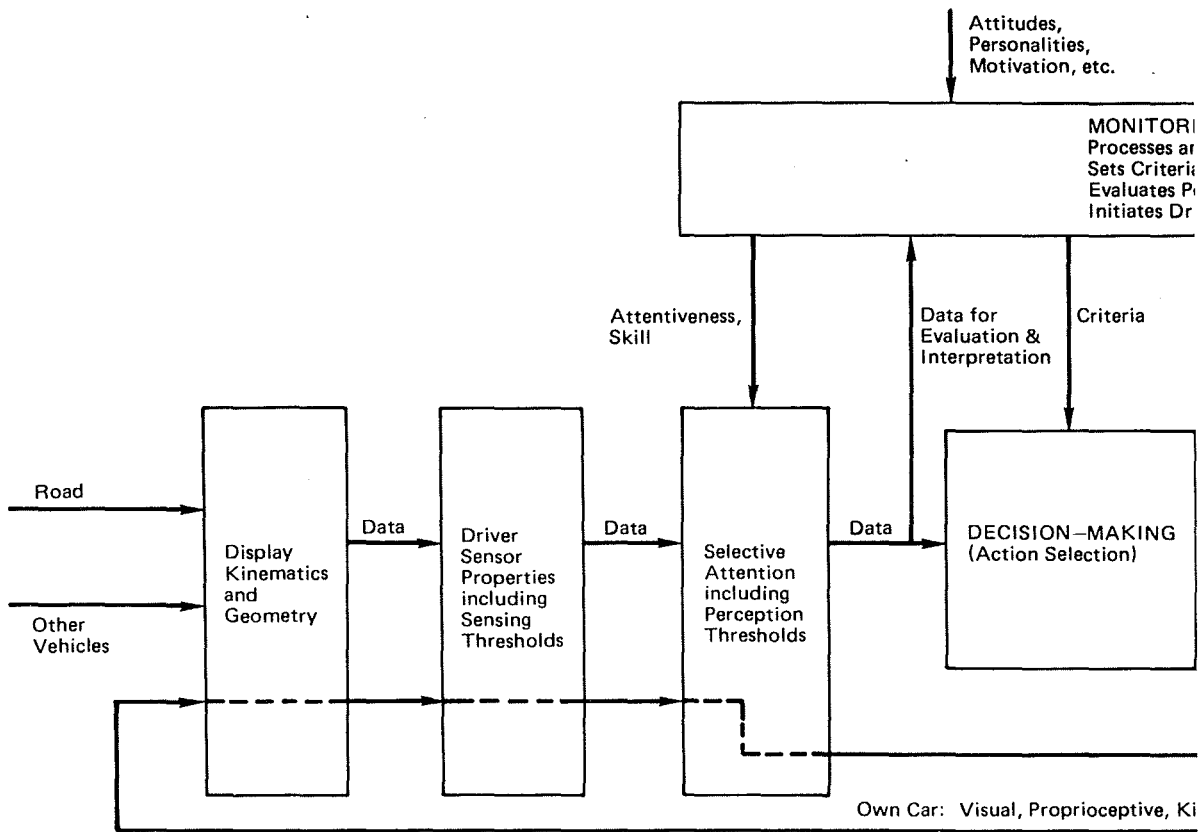 Attitudes,
Personalities,
Motivation, etc.
MONITORI
Processes an
Sets Criteria
Evaluates P
Initiates Dr
Attentiveness,
Skill
Data for
Evaluation &
Interpretation
Criteria
Road
Other
Vehicles
Display
Kinematics
and
Geometry
Data
Driver
Sensor
Properties
including
Sensing
Thresholds
Data
Selective
Attention
including
Perception
Thresholds
Data
DECISION—MAKING
(Action Selection)
Own Car: Visual, Proprioceptive, Ki